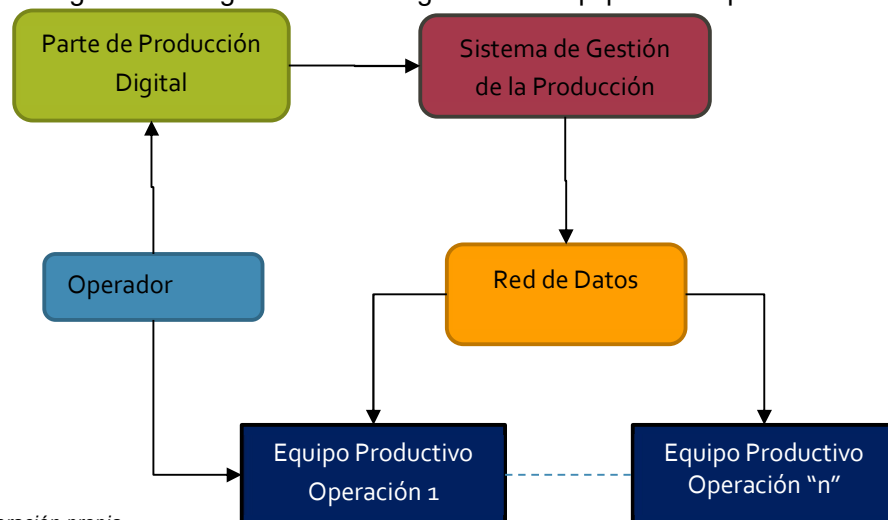 Parte de Producción
Digital
Sistema de Gestión
de la Producción
Operador
Red de Datos
Equipo Productivo
Operación 1
Equipo Productivo
Operación “n”
propia